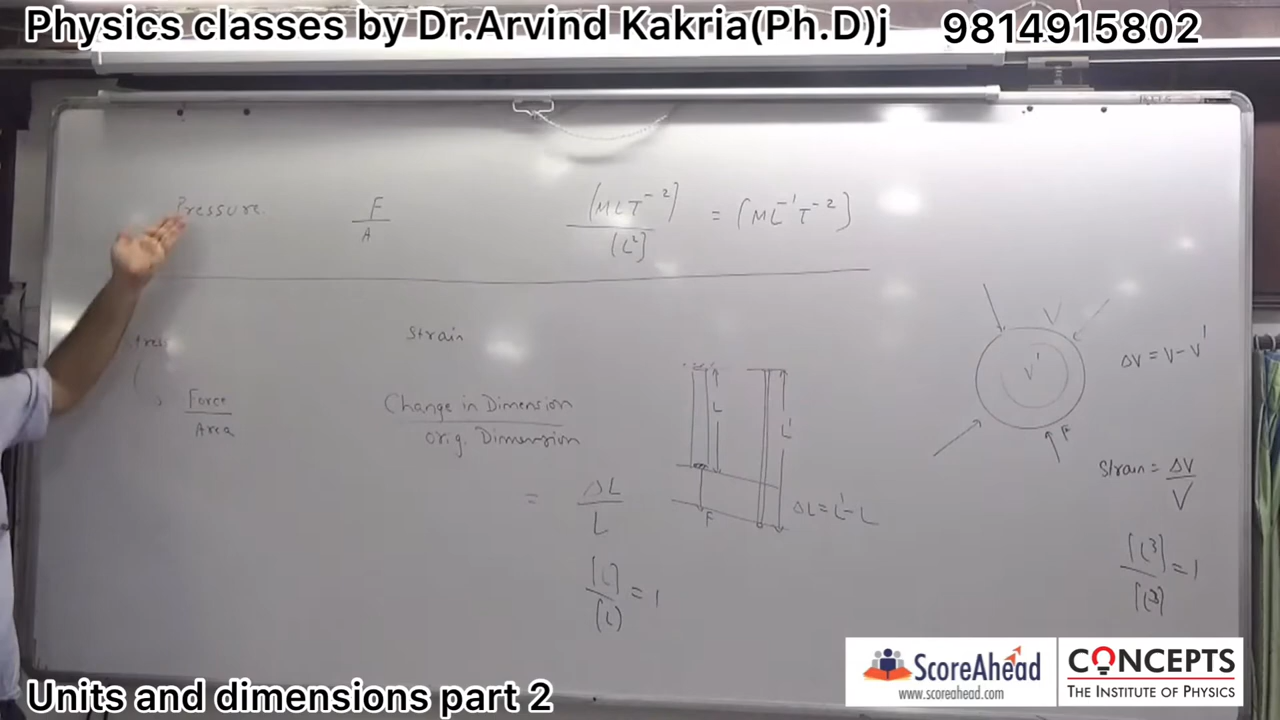 Physics classes by Dr.Arvind Kakria(Ph.D)j 9814915802
Pressure. F/A [MLT⁻²]/[L²] = [ML⁻¹T⁻²]
tress
Strain
Force/Area
Change in Dimension/orig. Dimension
= ΔL/L
[L]/[L] = 1
L
L'
F
ΔL = L' - L
V
V'
F
ΔV = V - V'
Strain = ΔV/V
[L³]/[L³] = 1
ScoreAhead
www.scoreahead.com
CONCEPTS
THE INSTITUTE OF PHYSICS
Units and dimensions part 2